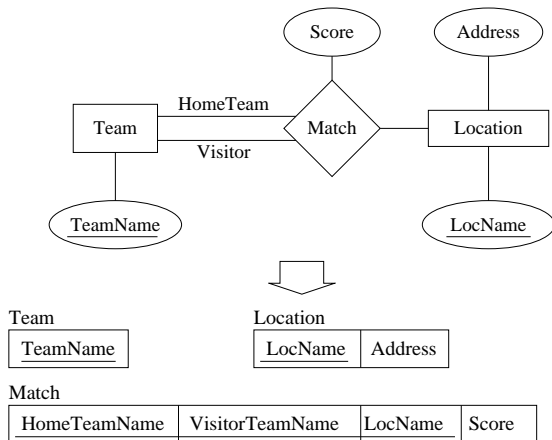 Score
Address
HomeTeam
Team
Match
Location
Visitor
TeamName
LocName
Team
Location
TeamName
LocName
Address
Match
HomeTeamName
VisitorTeamName
LocName
Score